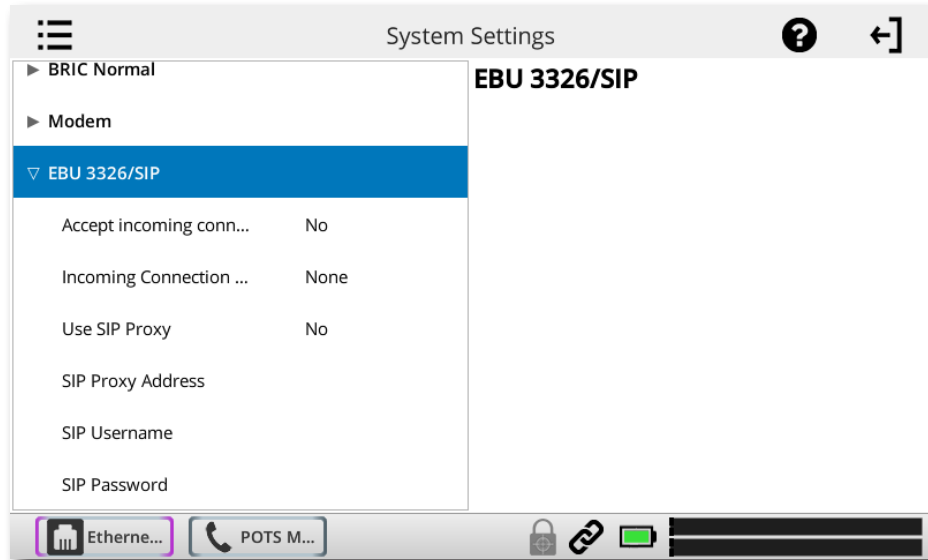 System Settings
?
BRIC Normal
EBU 3326/SIP
Modem
EBU 3326/SIP
Accept incoming conn... No
Incoming Connection ... None
Use SIP Proxy No
SIP Proxy Address
SIP Username
SIP Password
Etherne... POTS M...